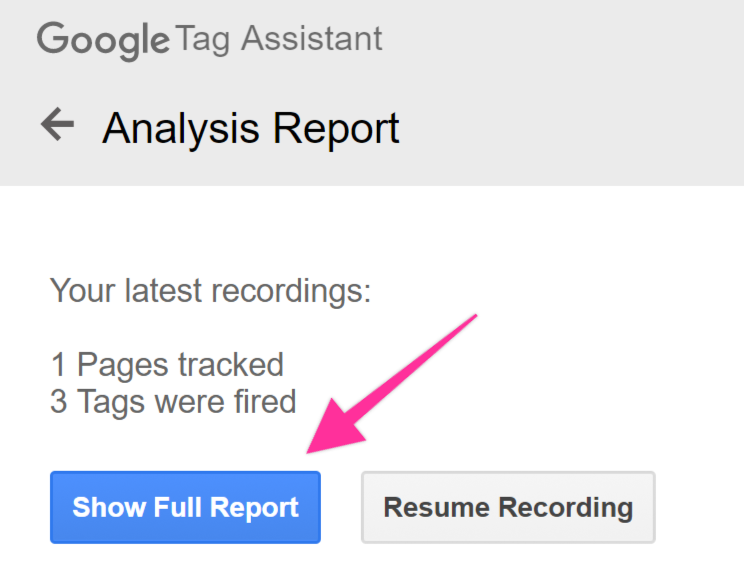 Google Tag Assistant
Analysis Report
Your latest recordings:
1 Pages tracked
3 Tags were fired
Show Full Report
Resume Recording